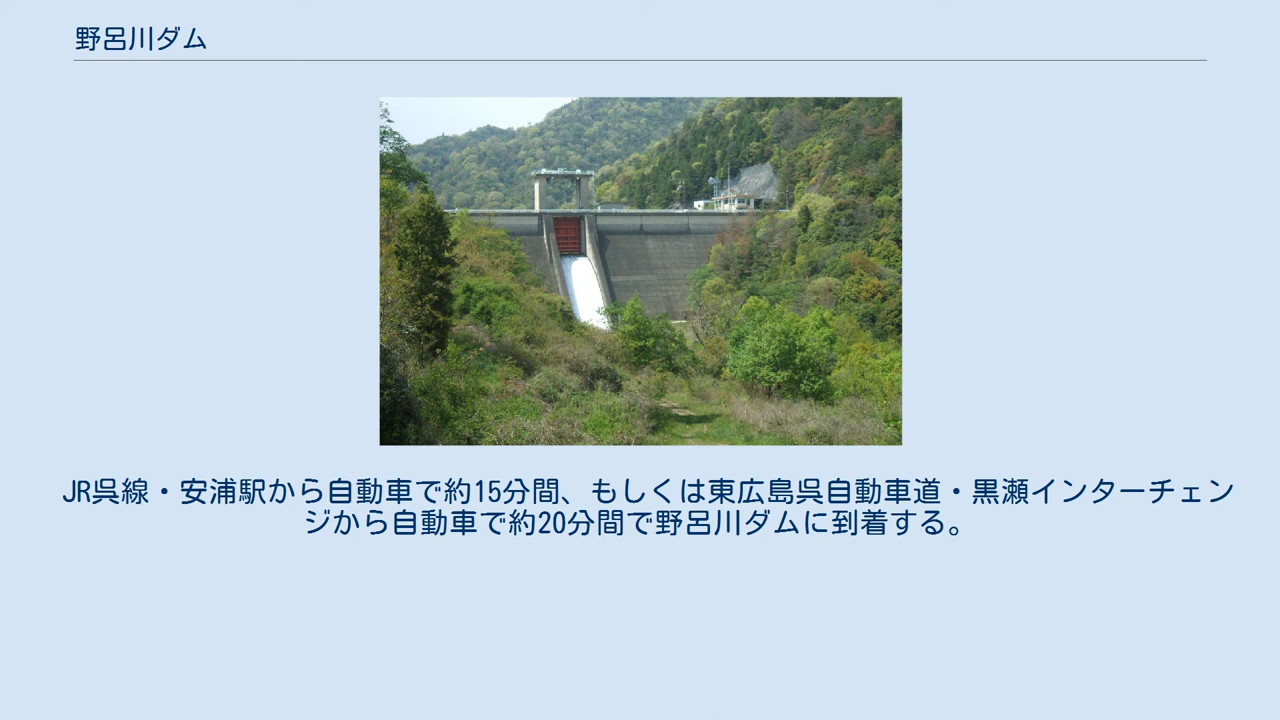 野呂川ダム
JR呉線・安浦駅から自動車で約15分間、もしくは東広島呉自動車道・黒瀬インターチェン
ジから自動車で約20分間で野呂川ダムに到着する。